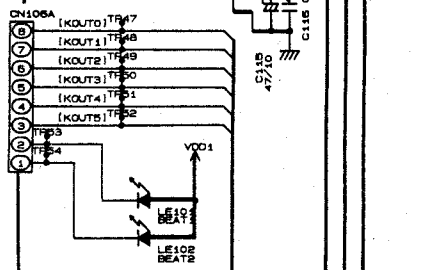 CN106A
8 [KOUT0] TP47
7 [KOUT1] TP48
6 [KOUT2] TP49
5 [KOUT3] TP50
4 [KOUT4] TP51
3 [KOUT5] TP52
TP53
2
TP54
1
VDD1
LE101
BEAT1
LE102
BEAT2
C115
47/10
C116